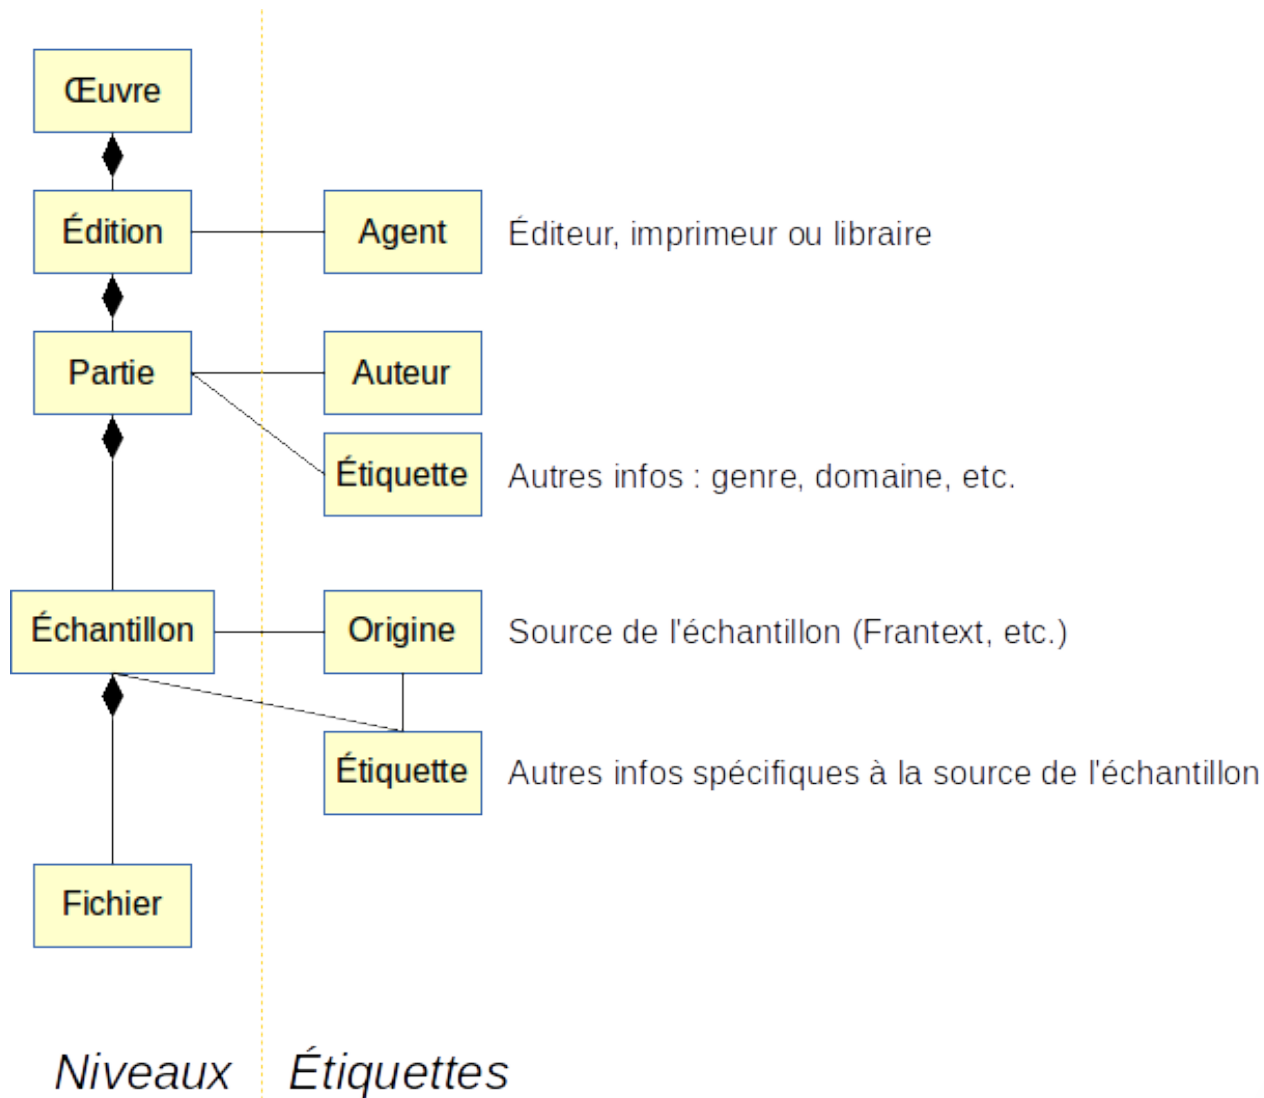 Œuvre
Édition
Agent
Éditeur, imprimeur ou libraire
Partie
Auteur
Étiquette
Autres infos : genre, domaine, etc.
Échantillon
Origine
Source de l'échantillon (Frantext, etc.)
Étiquette
Autres infos spécifiques à la source de l'échantillon
Fichier
Niveaux
Étiquettes